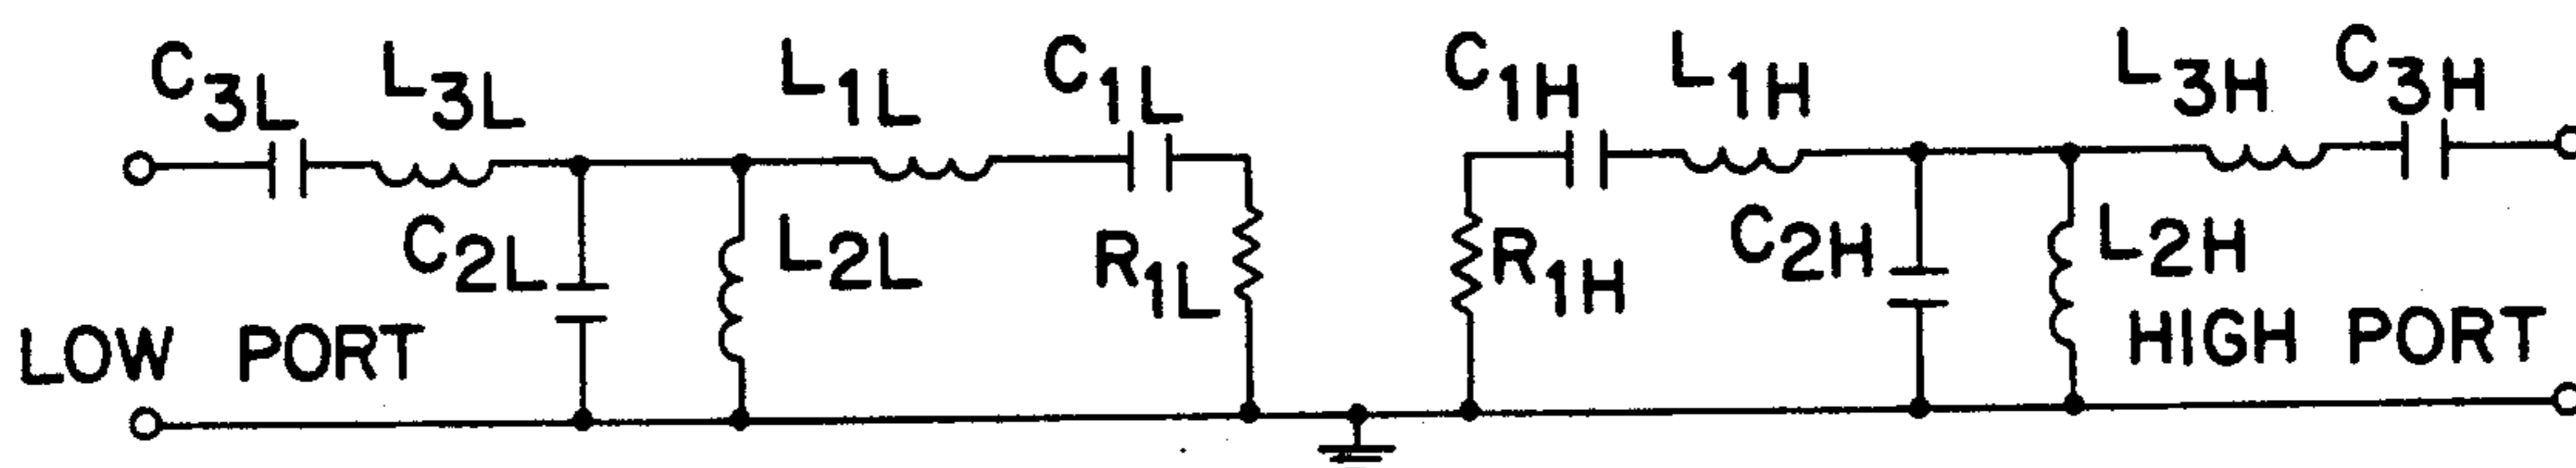 C3L L3L L1L C1L C1H L1H L3H C3H
C2L L2L R1L R1H C2H L2H
LOW PORT HIGH PORT